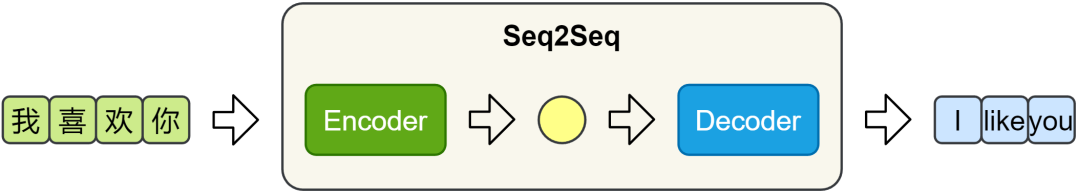 Seq2Seq
我喜欢你
Encoder
Decoder
I like you